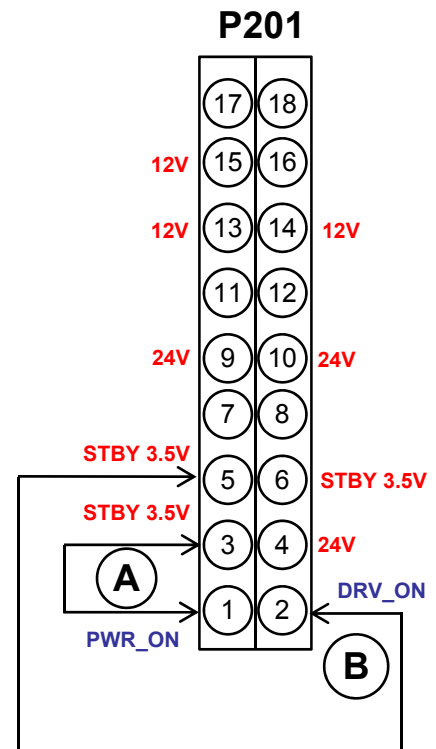 P201
17 18
12V 15 16
12V 13 14 12V
11 12
24V 9 10 24V
7 8
STBY 3.5V
5 6 STBY 3.5V
STBY 3.5V
3 4 24V
A
DRV_ON
1 2
PWR_ON
B